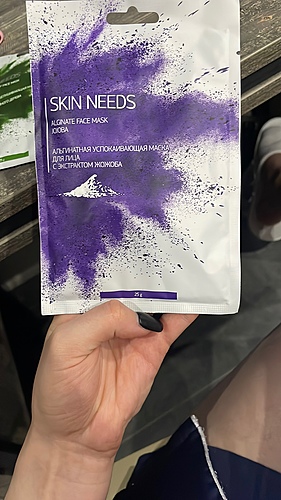 SKIN NEEDS
ALGINATE FACE MASK
JOJOBA
АЛЬГИНАТНАЯ УСПОКАИВАЮЩАЯ МАСКА
ДЛЯ ЛИЦА
С ЭКСТРАКТОМ ЖОЖОБА
25 g